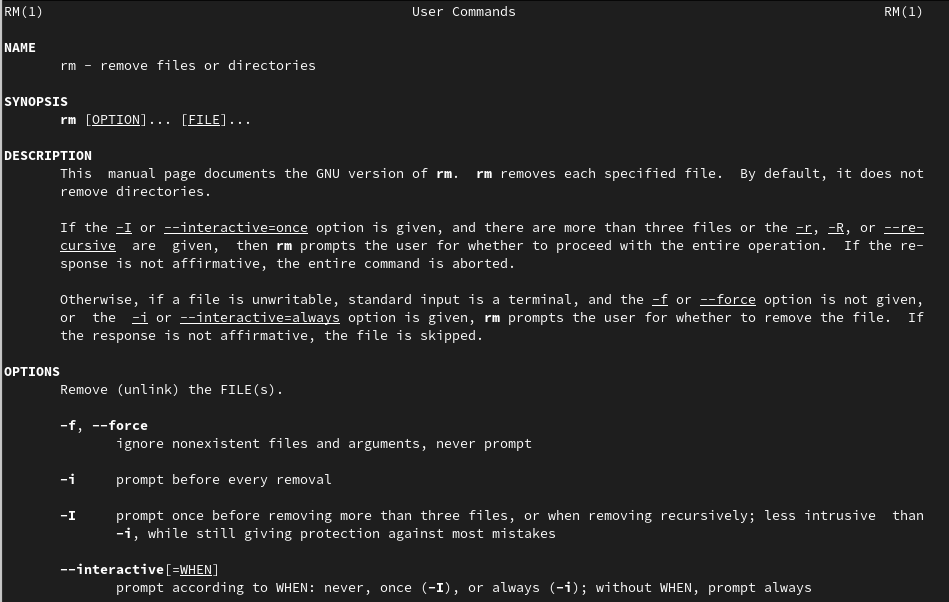 RM(1) User Commands RM(1)
NAME
rm - remove files or directories
SYNOPSIS
rm [OPTION]... [FILE]...
DESCRIPTION
This manual page documents the GNU version of rm. rm removes each specified file. By default, it does not
remove directories.
If the -I or --interactive=once option is given, and there are more than three files or the -r, -R, or --re-
cursive are given, then rm prompts the user for whether to proceed with the entire operation. If the re-
sponse is not affirmative, the entire command is aborted.
Otherwise, if a file is unwritable, standard input is a terminal, and the -f or --force option is not given,
or the -i or --interactive=always option is given, rm prompts the user for whether to remove the file. If
the response is not affirmative, the file is skipped.
OPTIONS
Remove (unlink) the FILE(s).
-f, --force
ignore nonexistent files and arguments, never prompt
-i prompt before every removal
-I prompt once before removing more than three files, or when removing recursively; less intrusive than
-i, while still giving protection against most mistakes
--interactive[=WHEN]
prompt according to WHEN: never, once (-I), or always (-i); without WHEN, prompt always